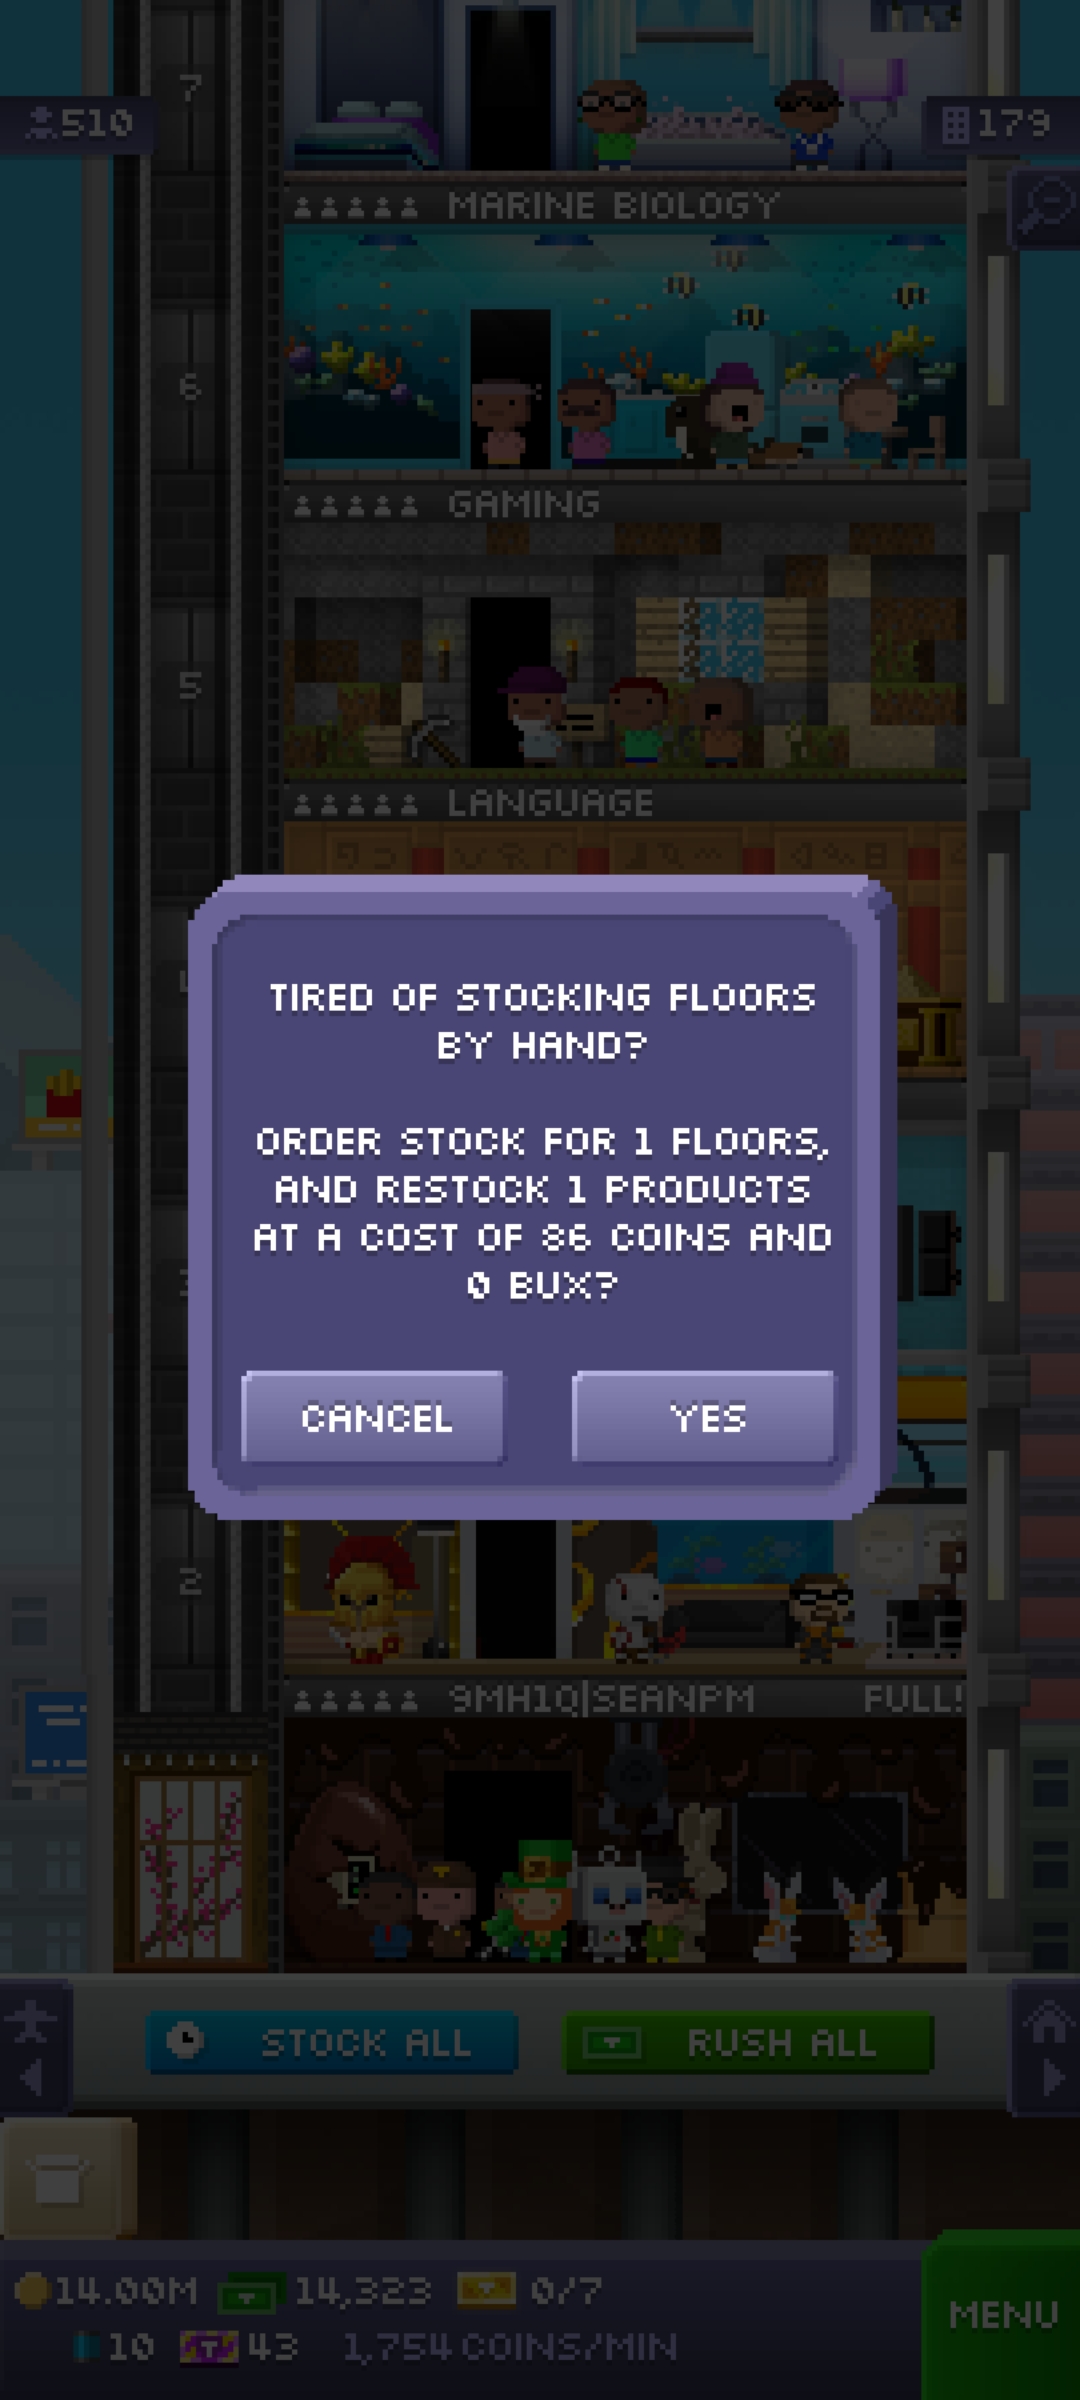 7
510
179
MARINE BIOLOGY
6
GAMING
5
LANGUAGE
TIRED OF STOCKING FLOORS
BY HAND?
ORDER STOCK FOR 1 FLOORS,
AND RESTOCK 1 PRODUCTS
AT A COST OF 86 COINS AND
0 BUX?
CANCEL
YES
2
9MH1Q|SEANPM FULL!
STOCK ALL
RUSH ALL
14.00M 14,323 0/7
10 43 1,754 COINS/MIN
MENU